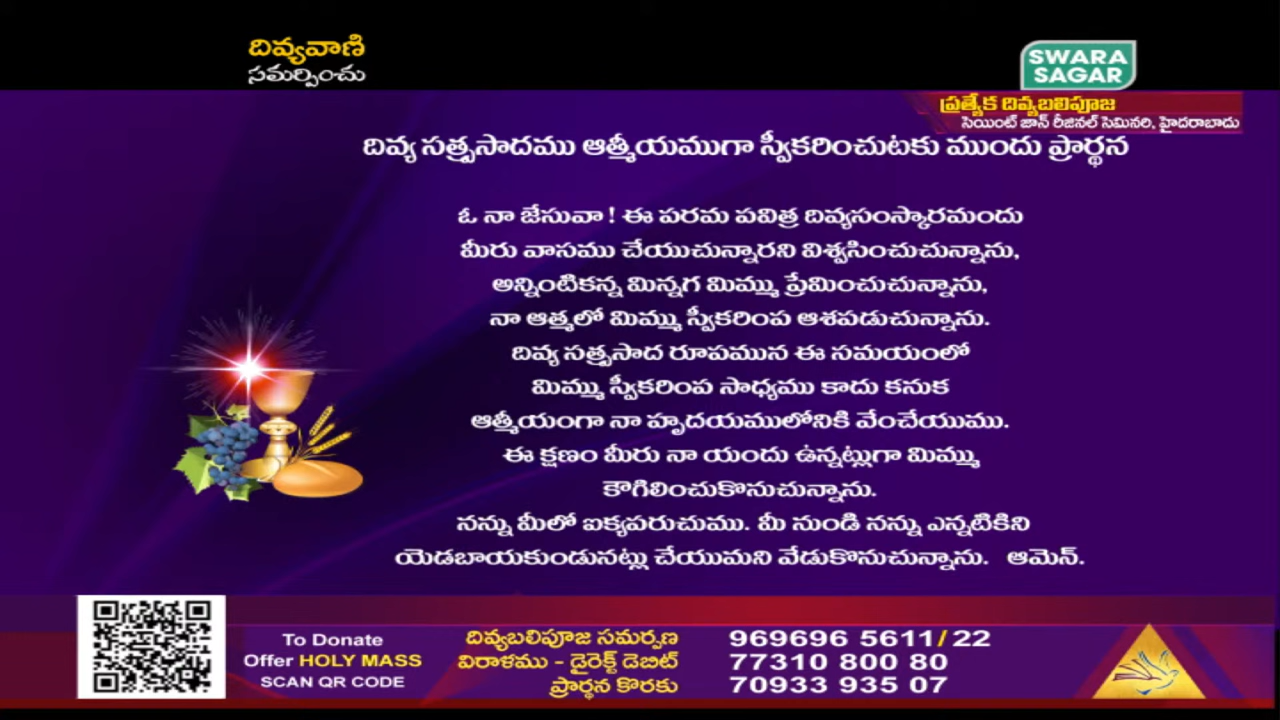 దివ్యవాణి
సమర్పించు
SWARA
SAGAR
ప్రత్యేక దివ్యబలిపూజ
సెయింట్ జాన్ రీజినల్ సెమినరి, హైదరాబాదు
దివ్య సత్ప్రసాదము ఆత్మీయముగా స్వీకరించుటకు ముందు ప్రార్థన
ఓ నా జేసువా ! ఈ పరమ పవిత్ర దివ్యసంస్కారమందు
మీరు వాసము చేయుచున్నారని విశ్వసించుచున్నాను,
అన్నింటికన్న మిన్నగ మిమ్ము ప్రేమించుచున్నాను,
నా ఆత్మలో మిమ్ము స్వీకరింప ఆశపడుచున్నాను.
దివ్య సత్ప్రసాద రూపమున ఈ సమయంలో
మిమ్ము స్వీకరింప సాధ్యము కాదు కనుక
ఆత్మీయంగా నా హృదయములోనికి వేంచేయుము.
ఈ క్షణం మీరు నా యందు ఉన్నట్లుగా మిమ్ము
కౌగిలించుకొనుచున్నాను.
నన్ను మీలో ఐక్యపరుచుము. మీ నుండి నన్ను ఎన్నటికిని
యెడబాయకుండునట్లు చేయుమని వేడుకొనుచున్నాను. ఆమెన్.
To Donate
Offer HOLY MASS
SCAN QR CODE
దివ్యబలిపూజ సమర్పణ 969696 5611/22
విరాళము - డైరెక్ట్ డెబిట్ 77310 800 80
ప్రార్థన కొరకు 70933 935 07